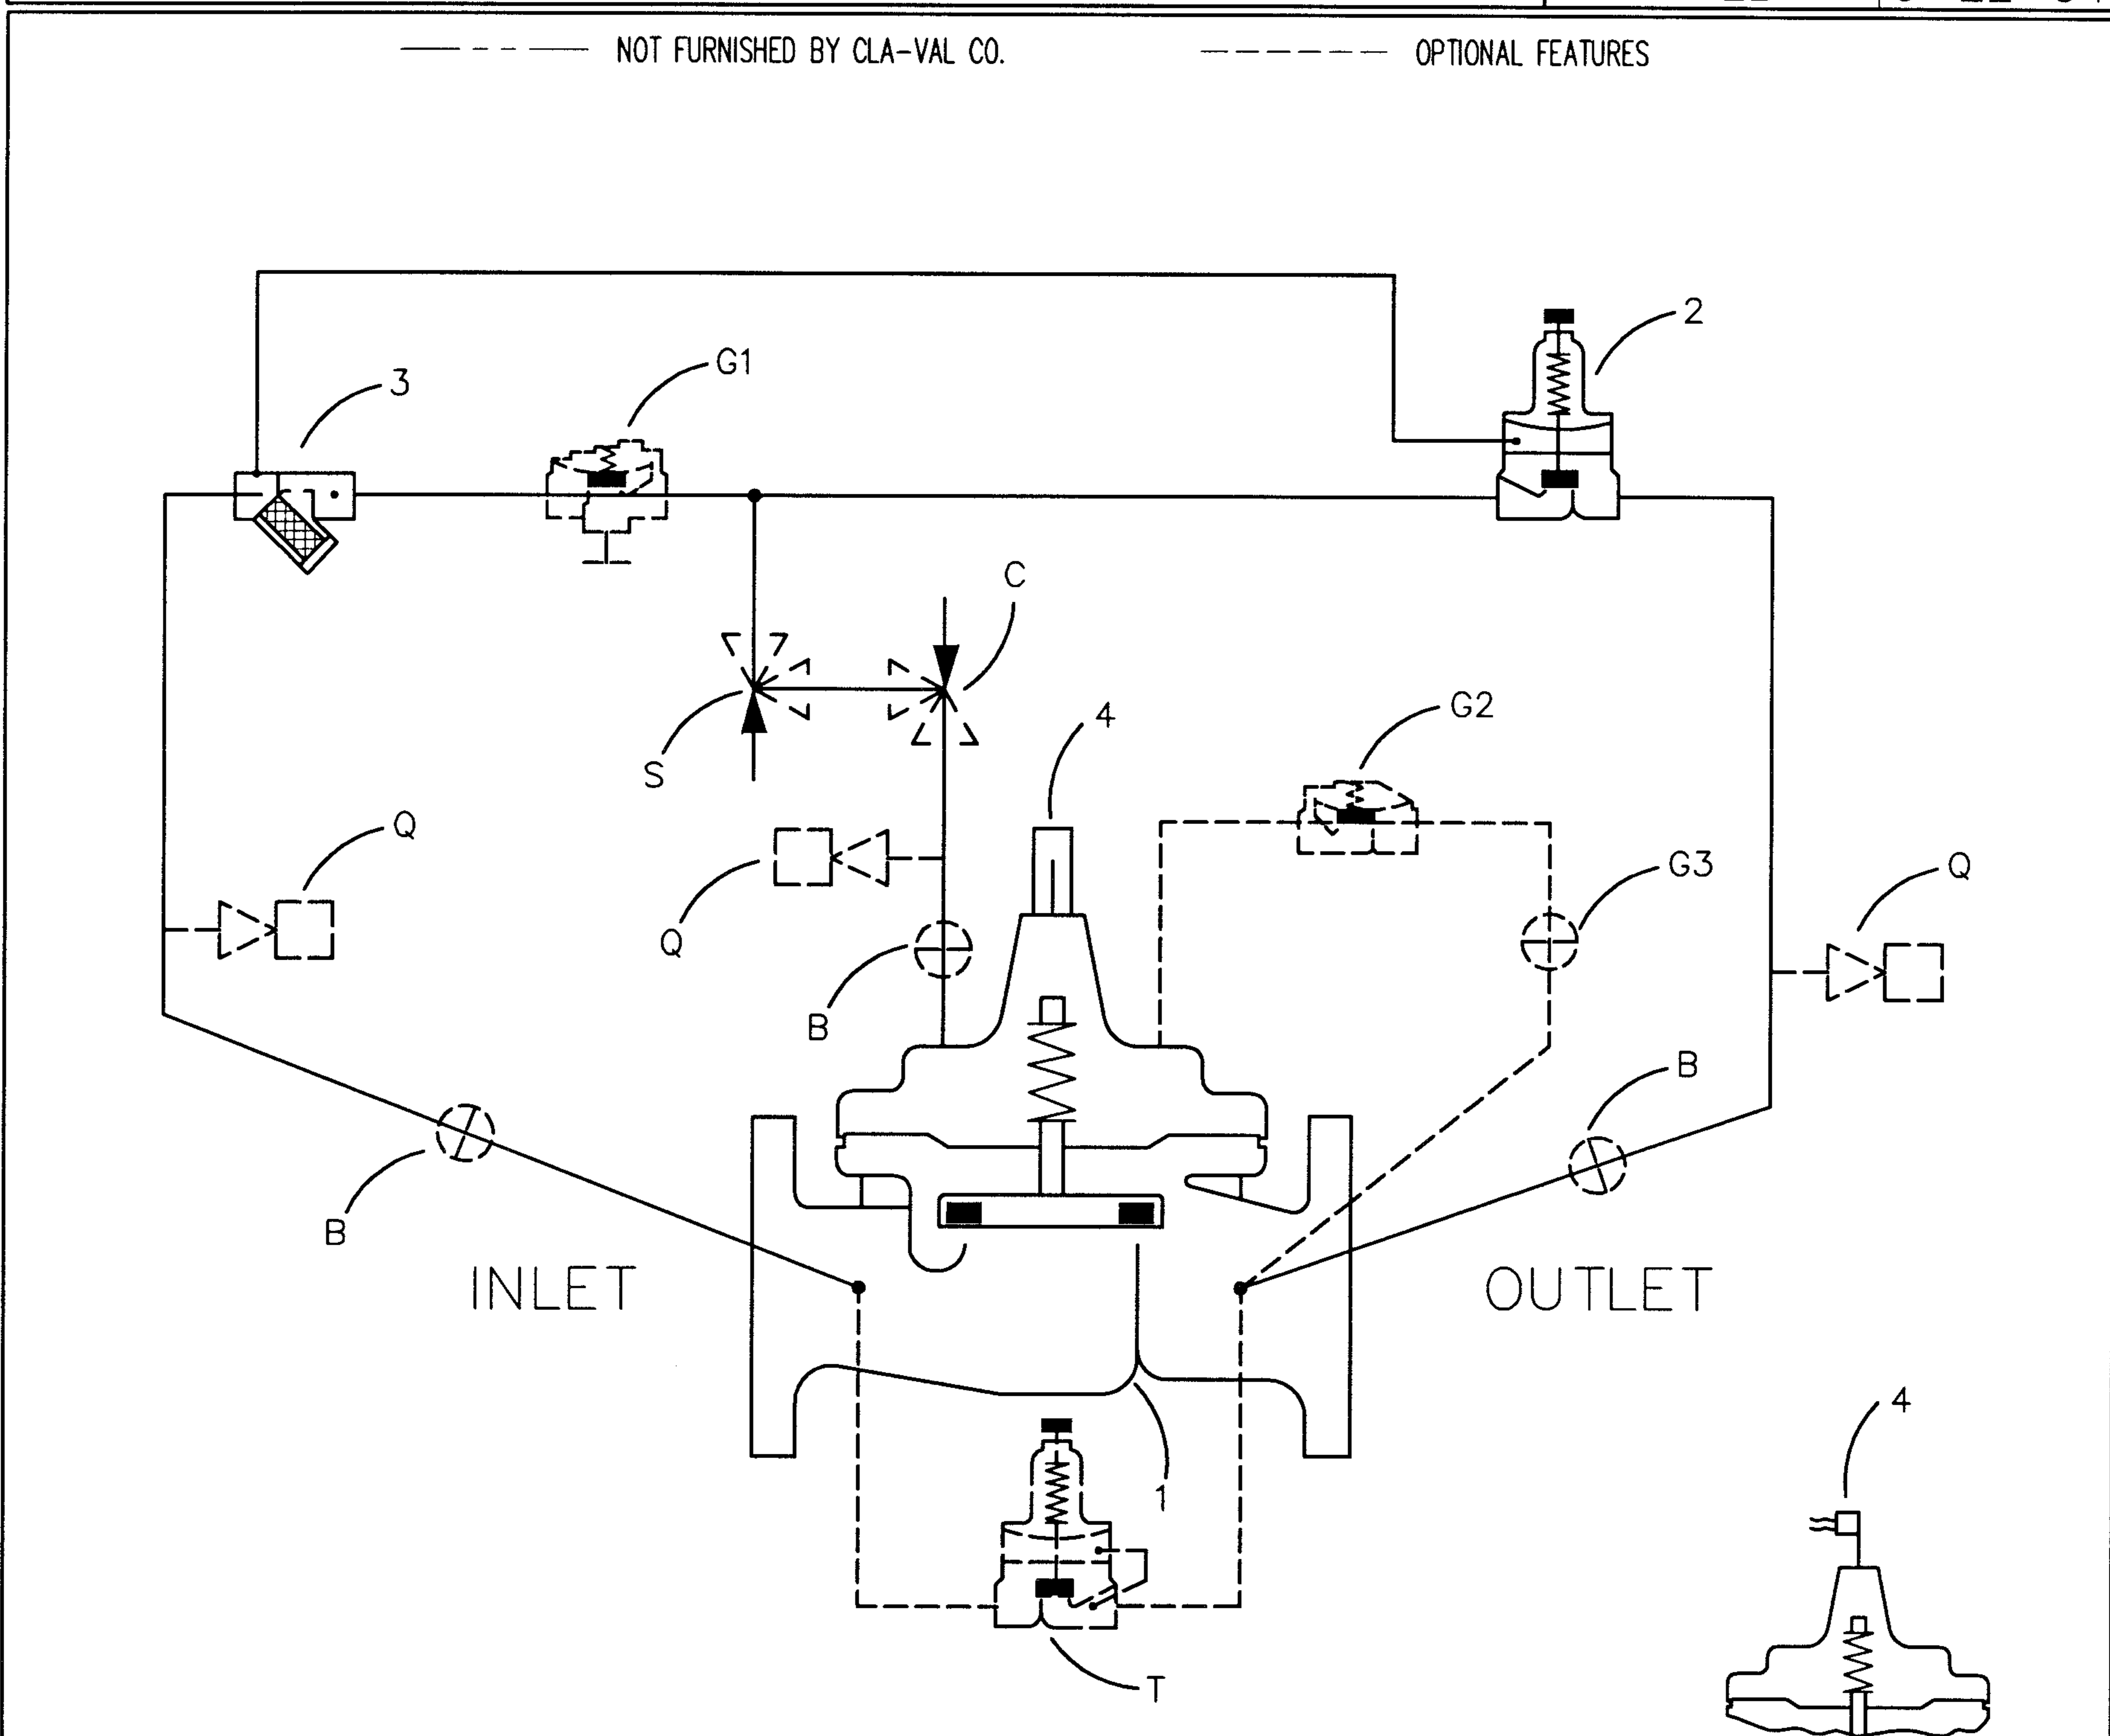 NOT FURNISHED BY CLA-VAL CO. OPTIONAL FEATURES
2
G1
3
C
G2
4
S
Q
G3
Q
Q
B
B
B
INLET
OUTLET
4
1
T